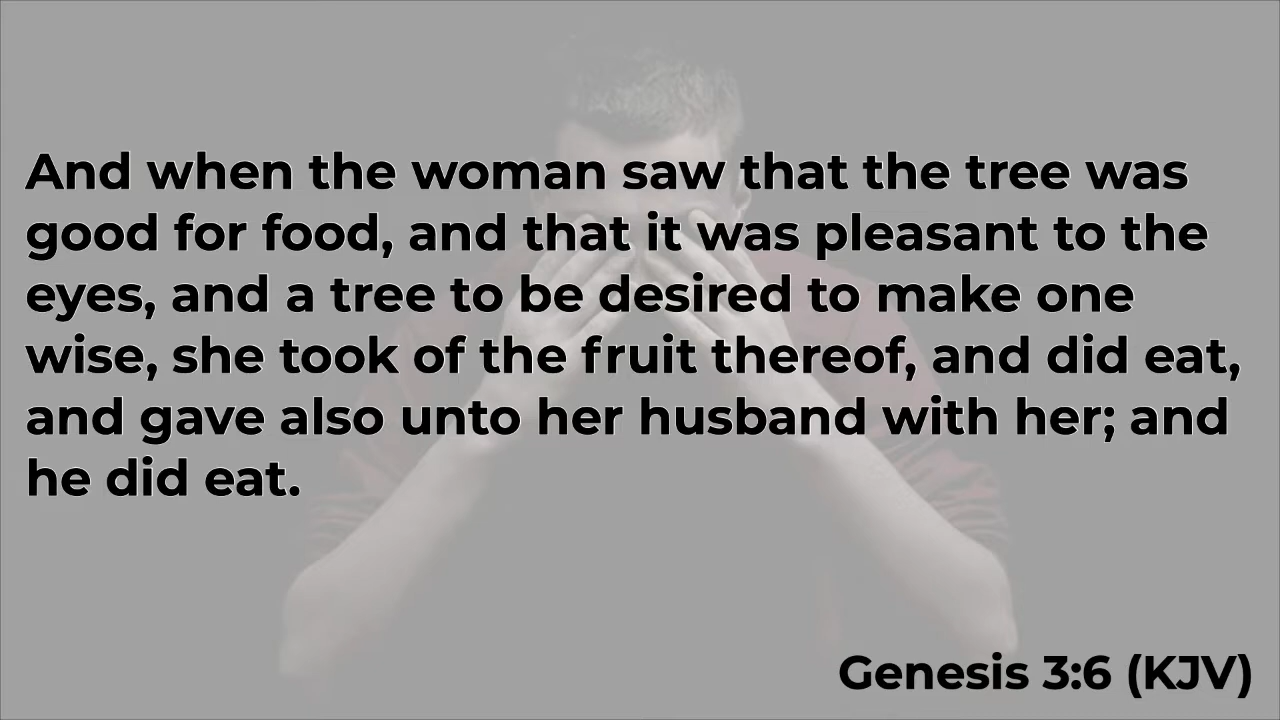 And when the woman saw that the tree was
good for food, and that it was pleasant to the
eyes, and a tree to be desired to make one
wise, she took of the fruit thereof, and did eat,
and gave also unto her husband with her; and
he did eat.
Genesis 3:6 (KJV)